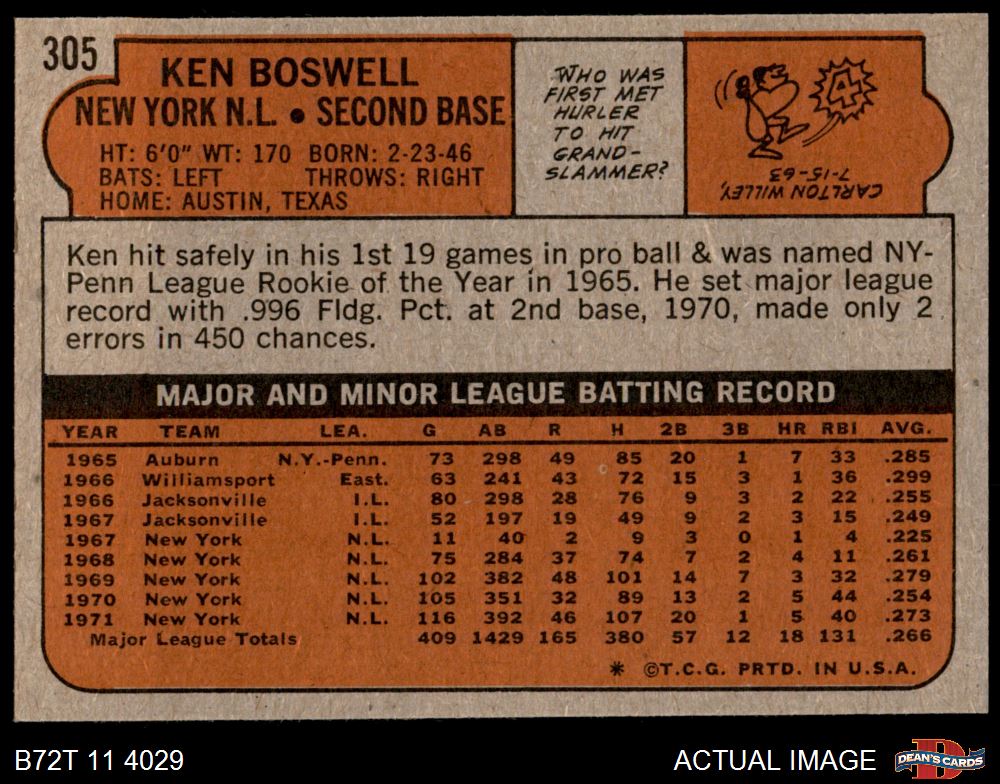 305
KEN BOSWELL
NEW YORK N.L. • SECOND BASE
HT: 6'0" WT: 170 BORN: 2-23-46
BATS: LEFT THROWS: RIGHT
HOME: AUSTIN, TEXAS
WHO WAS
FIRST MET
HURLER
TO HIT
GRAND-
SLAMMER?
4
CARLTON WILLEY,
7-15-63
Ken hit safely in his 1st 19 games in pro ball & was named NY-
Penn League Rookie of the Year in 1965. He set major league
record with .996 Fldg. Pct. at 2nd base, 1970, made only 2
errors in 450 chances.
MAJOR AND MINOR LEAGUE BATTING RECORD
YEAR TEAM LEA. G AB R H 2B 3B HR RBI AVG.
1965 Auburn N.Y.-Penn. 73 298 49 85 20 1 7 33 .285
1966 Williamsport East. 63 241 43 72 15 3 1 36 .299
1966 Jacksonville I.L. 80 298 28 76 9 3 2 22 .255
1967 Jacksonville I.L. 52 197 19 49 9 2 3 15 .249
1967 New York N.L. 11 40 2 9 3 0 1 4 .225
1968 New York N.L. 75 284 37 74 7 2 4 11 .261
1969 New York N.L. 102 382 48 101 14 7 3 32 .279
1970 New York N.L. 105 351 32 89 13 2 5 44 .254
1971 New York N.L. 116 392 46 107 20 1 5 40 .273
Major League Totals 409 1429 165 380 57 12 18 131 .266
* ©T.C.G. PRTD. IN U.S.A.
B72T 11 4029
ACTUAL IMAGE
DEAN'S CARDS